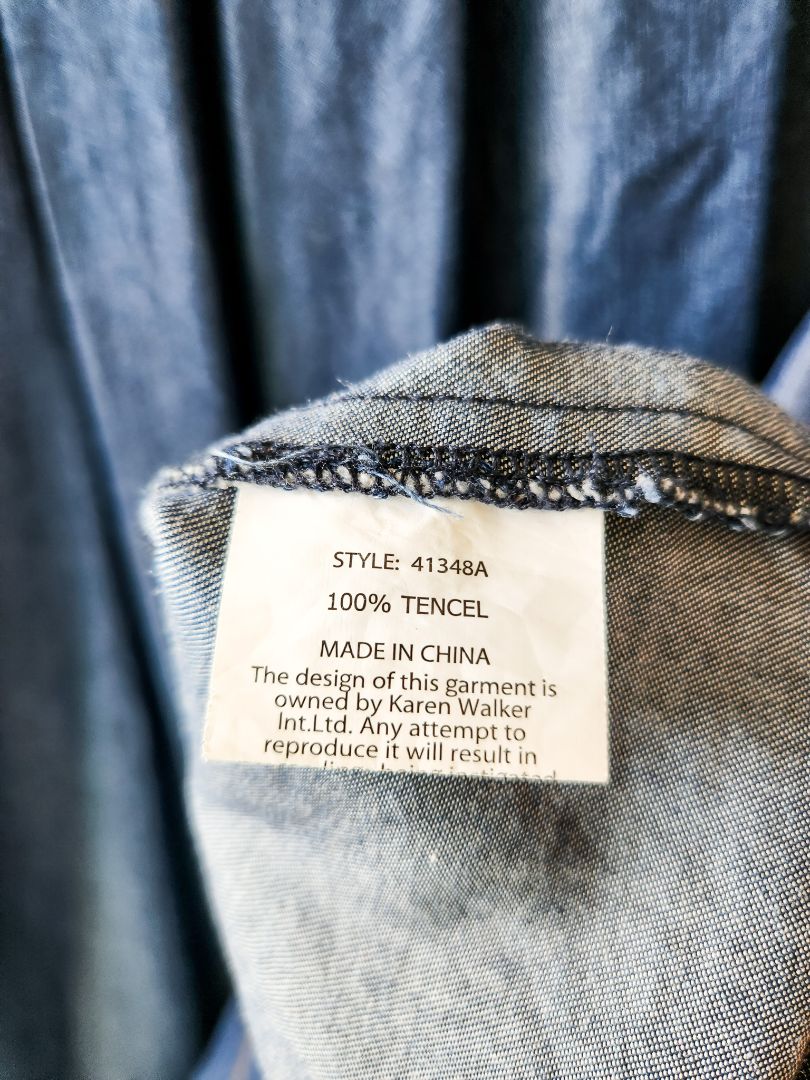 STYLE: 41348A
100% TENCEL
MADE IN CHINA
The design of this garment is
owned by Karen Walker
Int.Ltd. Any attempt to
reproduce it will result in